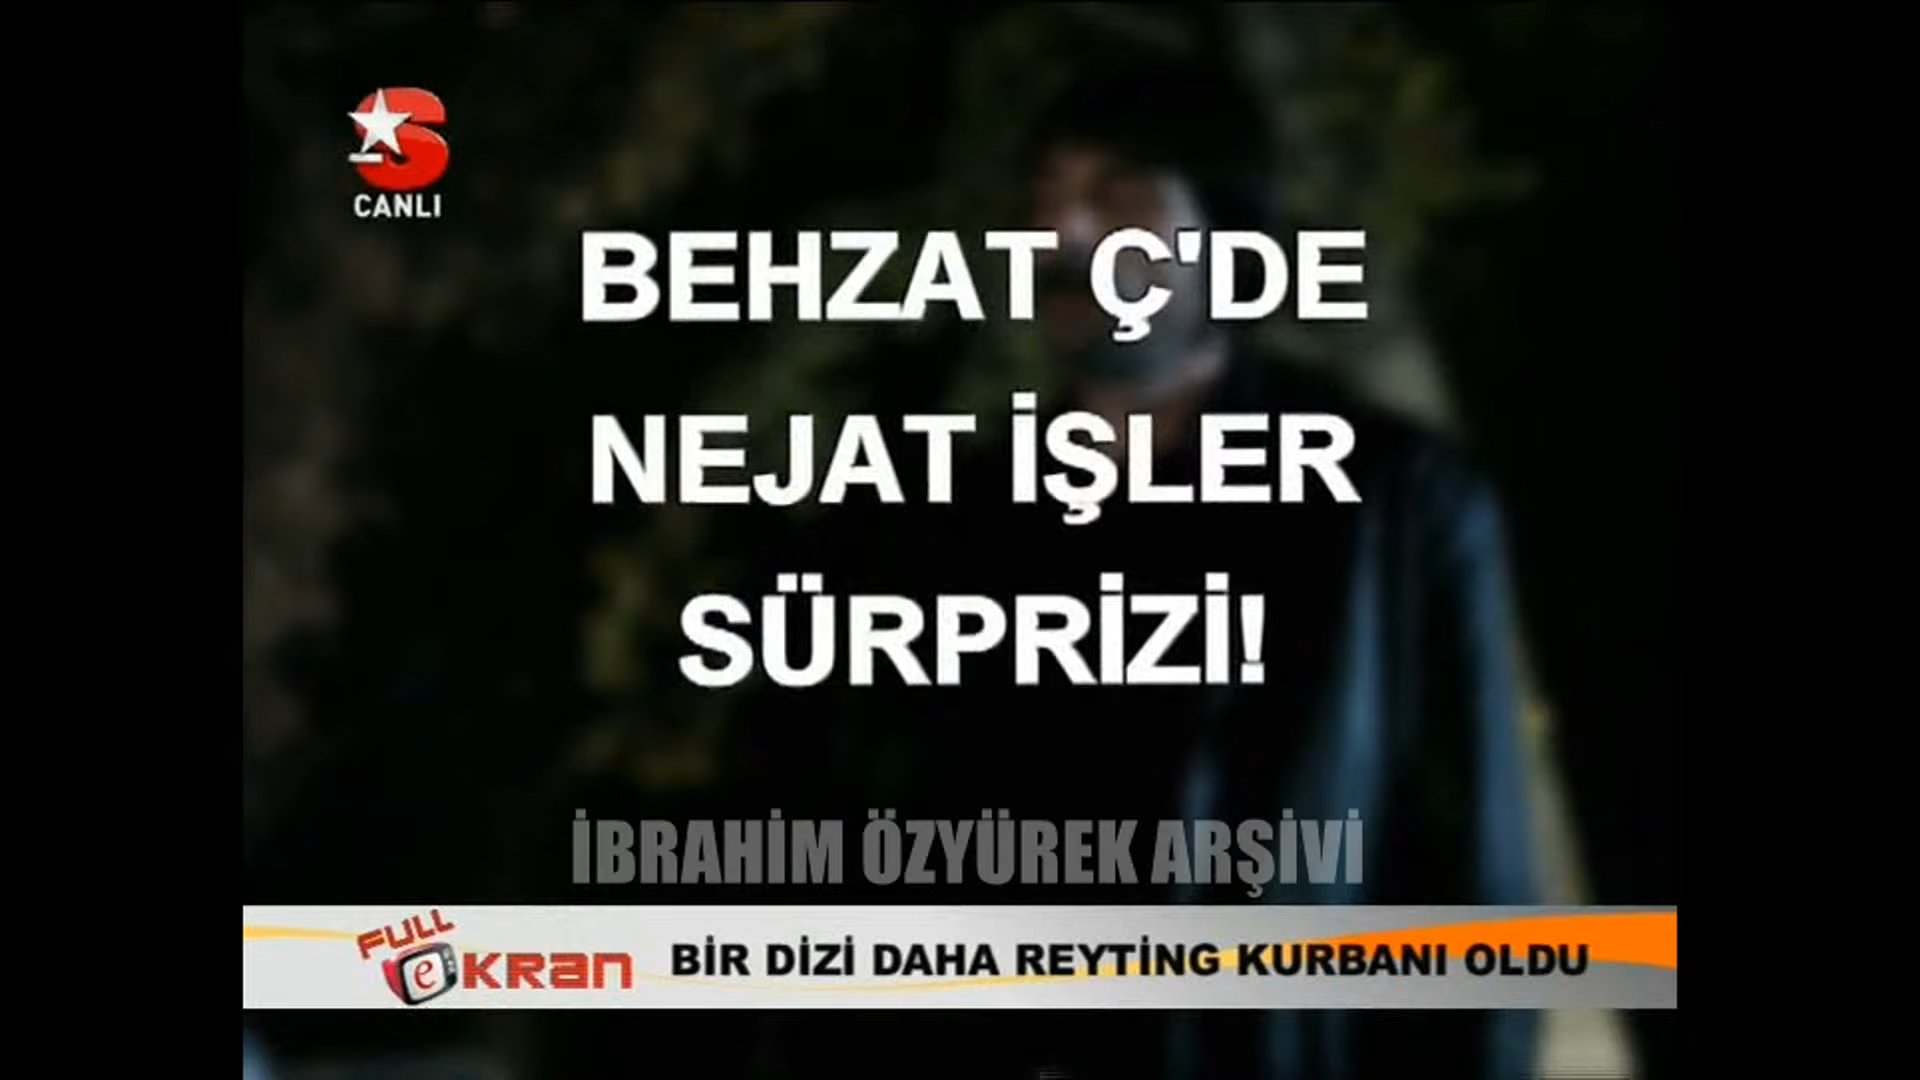 S
CANLI
BEHZAT Ç'DE
NEJAT İŞLER
SÜRPRİZİ!
İBRAHİM ÖZYÜREK ARŞİVİ
FULL
eKRAN
BİR DİZİ DAHA REYTİNG KURBANI OLDU